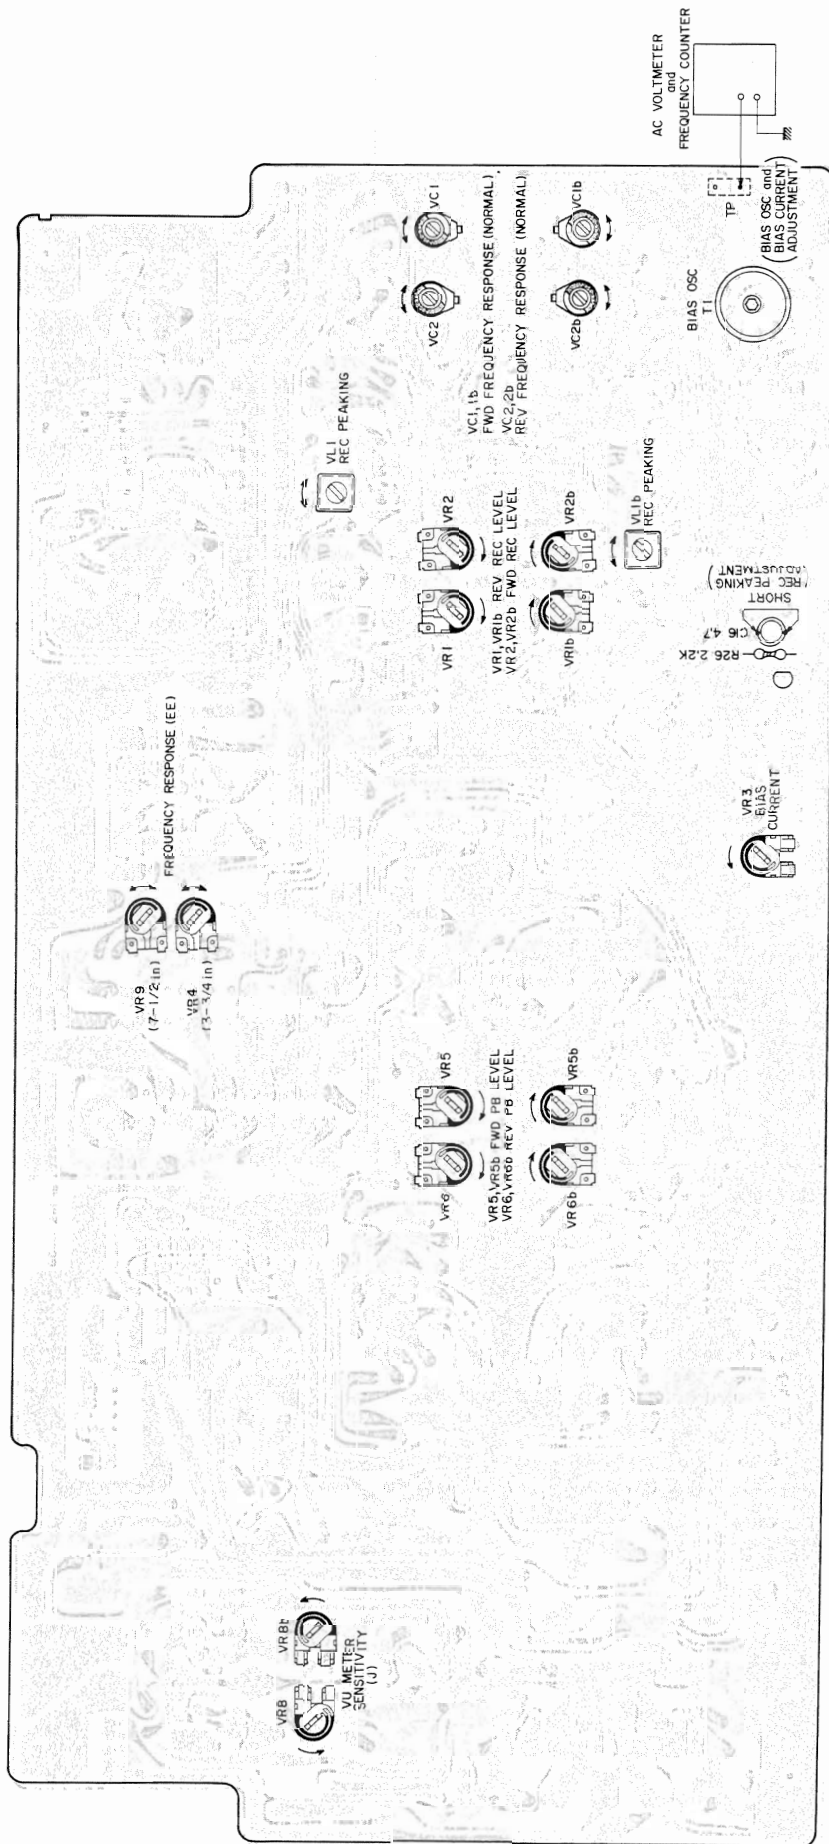 AC VOLTMETER
and
FREQUENCY COUNTER
VC1
VC2
VC1b
VC2b
VC1,1b
FWD FREQUENCY RESPONSE (NORMAL)
VC2,2b
REV FREQUENCY RESPONSE (NORMAL)
TP
(BIAS OSC and
BIAS CURRENT
ADJUSTMENT)
BIAS OSC
T1
VL1
REC PEAKING
VR2
VR1
VR1,VR1b REV REC LEVEL
VR2,VR2b FWD REC LEVEL
VR2b
VR1b
VL1b
REC PEAKING
SHORT
(REC PEAKING
ADJUSTMENT)
C16 4.7
R26 2.2K
FREQUENCY RESPONSE (EE)
VR9
(7-1/2in)
VR4
(3-3/4in)
VR3
BIAS
CURRENT
VR5
VR6
VR5,VR5b FWD PB LEVEL
VR6,VR6b REV PB LEVEL
VR5b
VR6b
VR8b
VR8
VU METER
SENSITIVITY
(J)